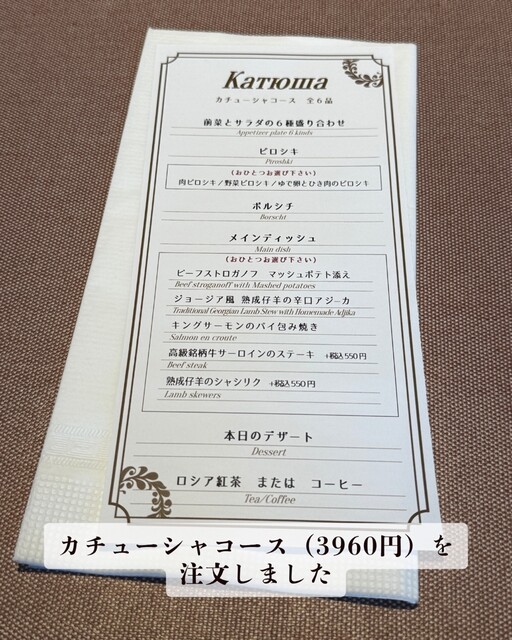 Катюша
カチューシャコース 全6品
前菜とサラダの6種盛り合わせ
Appetizer plate 6 kinds
ピロシキ
Piroshki
(おひとつお選び下さい)
肉ピロシキ/野菜ピロシキ/ゆで卵とひき肉のピロシキ
ボルシチ
Borscht
メインディッシュ
Main dish
(おひとつお選び下さい)
ビーフストロガノフ マッシュポテト添え
Beef stroganoff with Mashed potatoes
ジョージア風 熟成仔羊の辛口アジーカ
Traditional Georgian Lamb Stew with Homemade Adjika
キングサーモンのパイ包み焼き
Salmon en croute
高級銘柄牛サーロインのステーキ +税込550円
Beef steak
熟成仔羊のシャシリク +税込550円
Lamb skewers
本日のデザート
Dessert
ロシア紅茶 または コーヒー
Tea/Coffee
カチューシャコース(3960円)を
注文しました